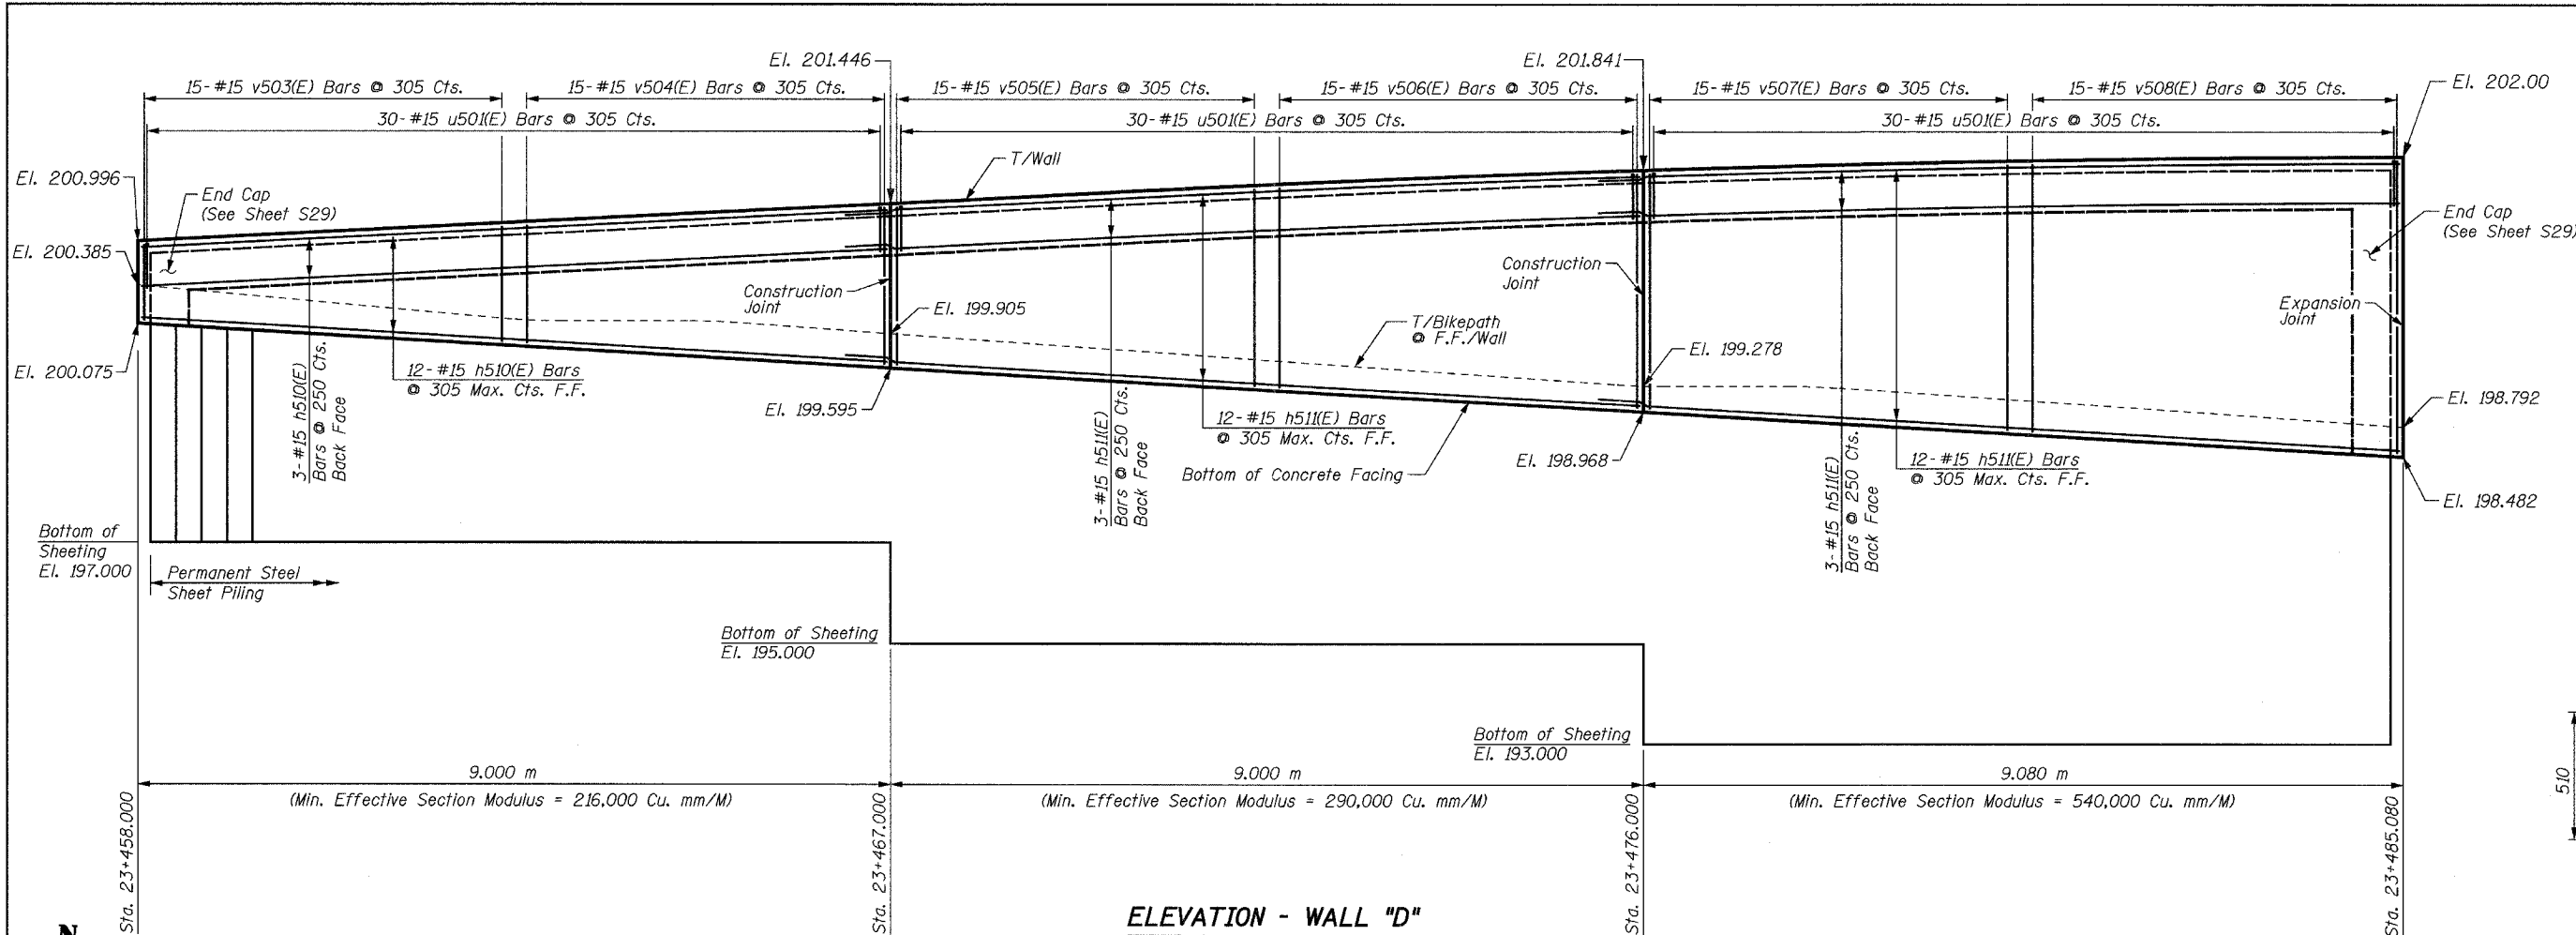 El. 201.446
El. 201.841
15-#15 v503(E) Bars @ 305 Cts.
15-#15 v504(E) Bars @ 305 Cts.
15-#15 v505(E) Bars @ 305 Cts.
15-#15 v506(E) Bars @ 305 Cts.
15-#15 v507(E) Bars @ 305 Cts.
15-#15 v508(E) Bars @ 305 Cts.
El. 202.00
30-#15 u501(E) Bars @ 305 Cts.
30-#15 u501(E) Bars @ 305 Cts.
30-#15 u501(E) Bars @ 305 Cts.
T/Wall
El. 200.996
End Cap
(See Sheet S29)
End Cap
(See Sheet S29)
El. 200.385
Construction
Joint
Construction
Joint
Expansion
Joint
El. 199.905
T/Bikepath
@ F.F./Wall
El. 199.278
El. 200.075
3-#15 h510(E)
Bars @ 250 Cts.
Back Face
12-#15 h510(E) Bars
@ 305 Max. Cts. F.F.
El. 199.595
3-#15 h511(E)
Bars @ 250 Cts.
Back Face
12-#15 h511(E) Bars
@ 305 Max. Cts. F.F.
El. 198.792
Bottom of Concrete Facing
El. 198.968
3-#15 h511(E)
Bars @ 250 Cts.
Back Face
12-#15 h511(E) Bars
@ 305 Max. Cts. F.F.
El. 198.482
Bottom of
Sheeting
El. 197.000
Permanent Steel
Sheet Piling
Bottom of Sheeting
El. 195.000
Bottom of Sheeting
El. 193.000
9.000 m
(Min. Effective Section Modulus = 216,000 Cu. mm/M)
9.000 m
(Min. Effective Section Modulus = 290,000 Cu. mm/M)
9.080 m
(Min. Effective Section Modulus = 540,000 Cu. mm/M)
510
Sta. 23+458.000
Sta. 23+467.000
Sta. 23+476.000
Sta. 23+485.080
N
ELEVATION - WALL "D"